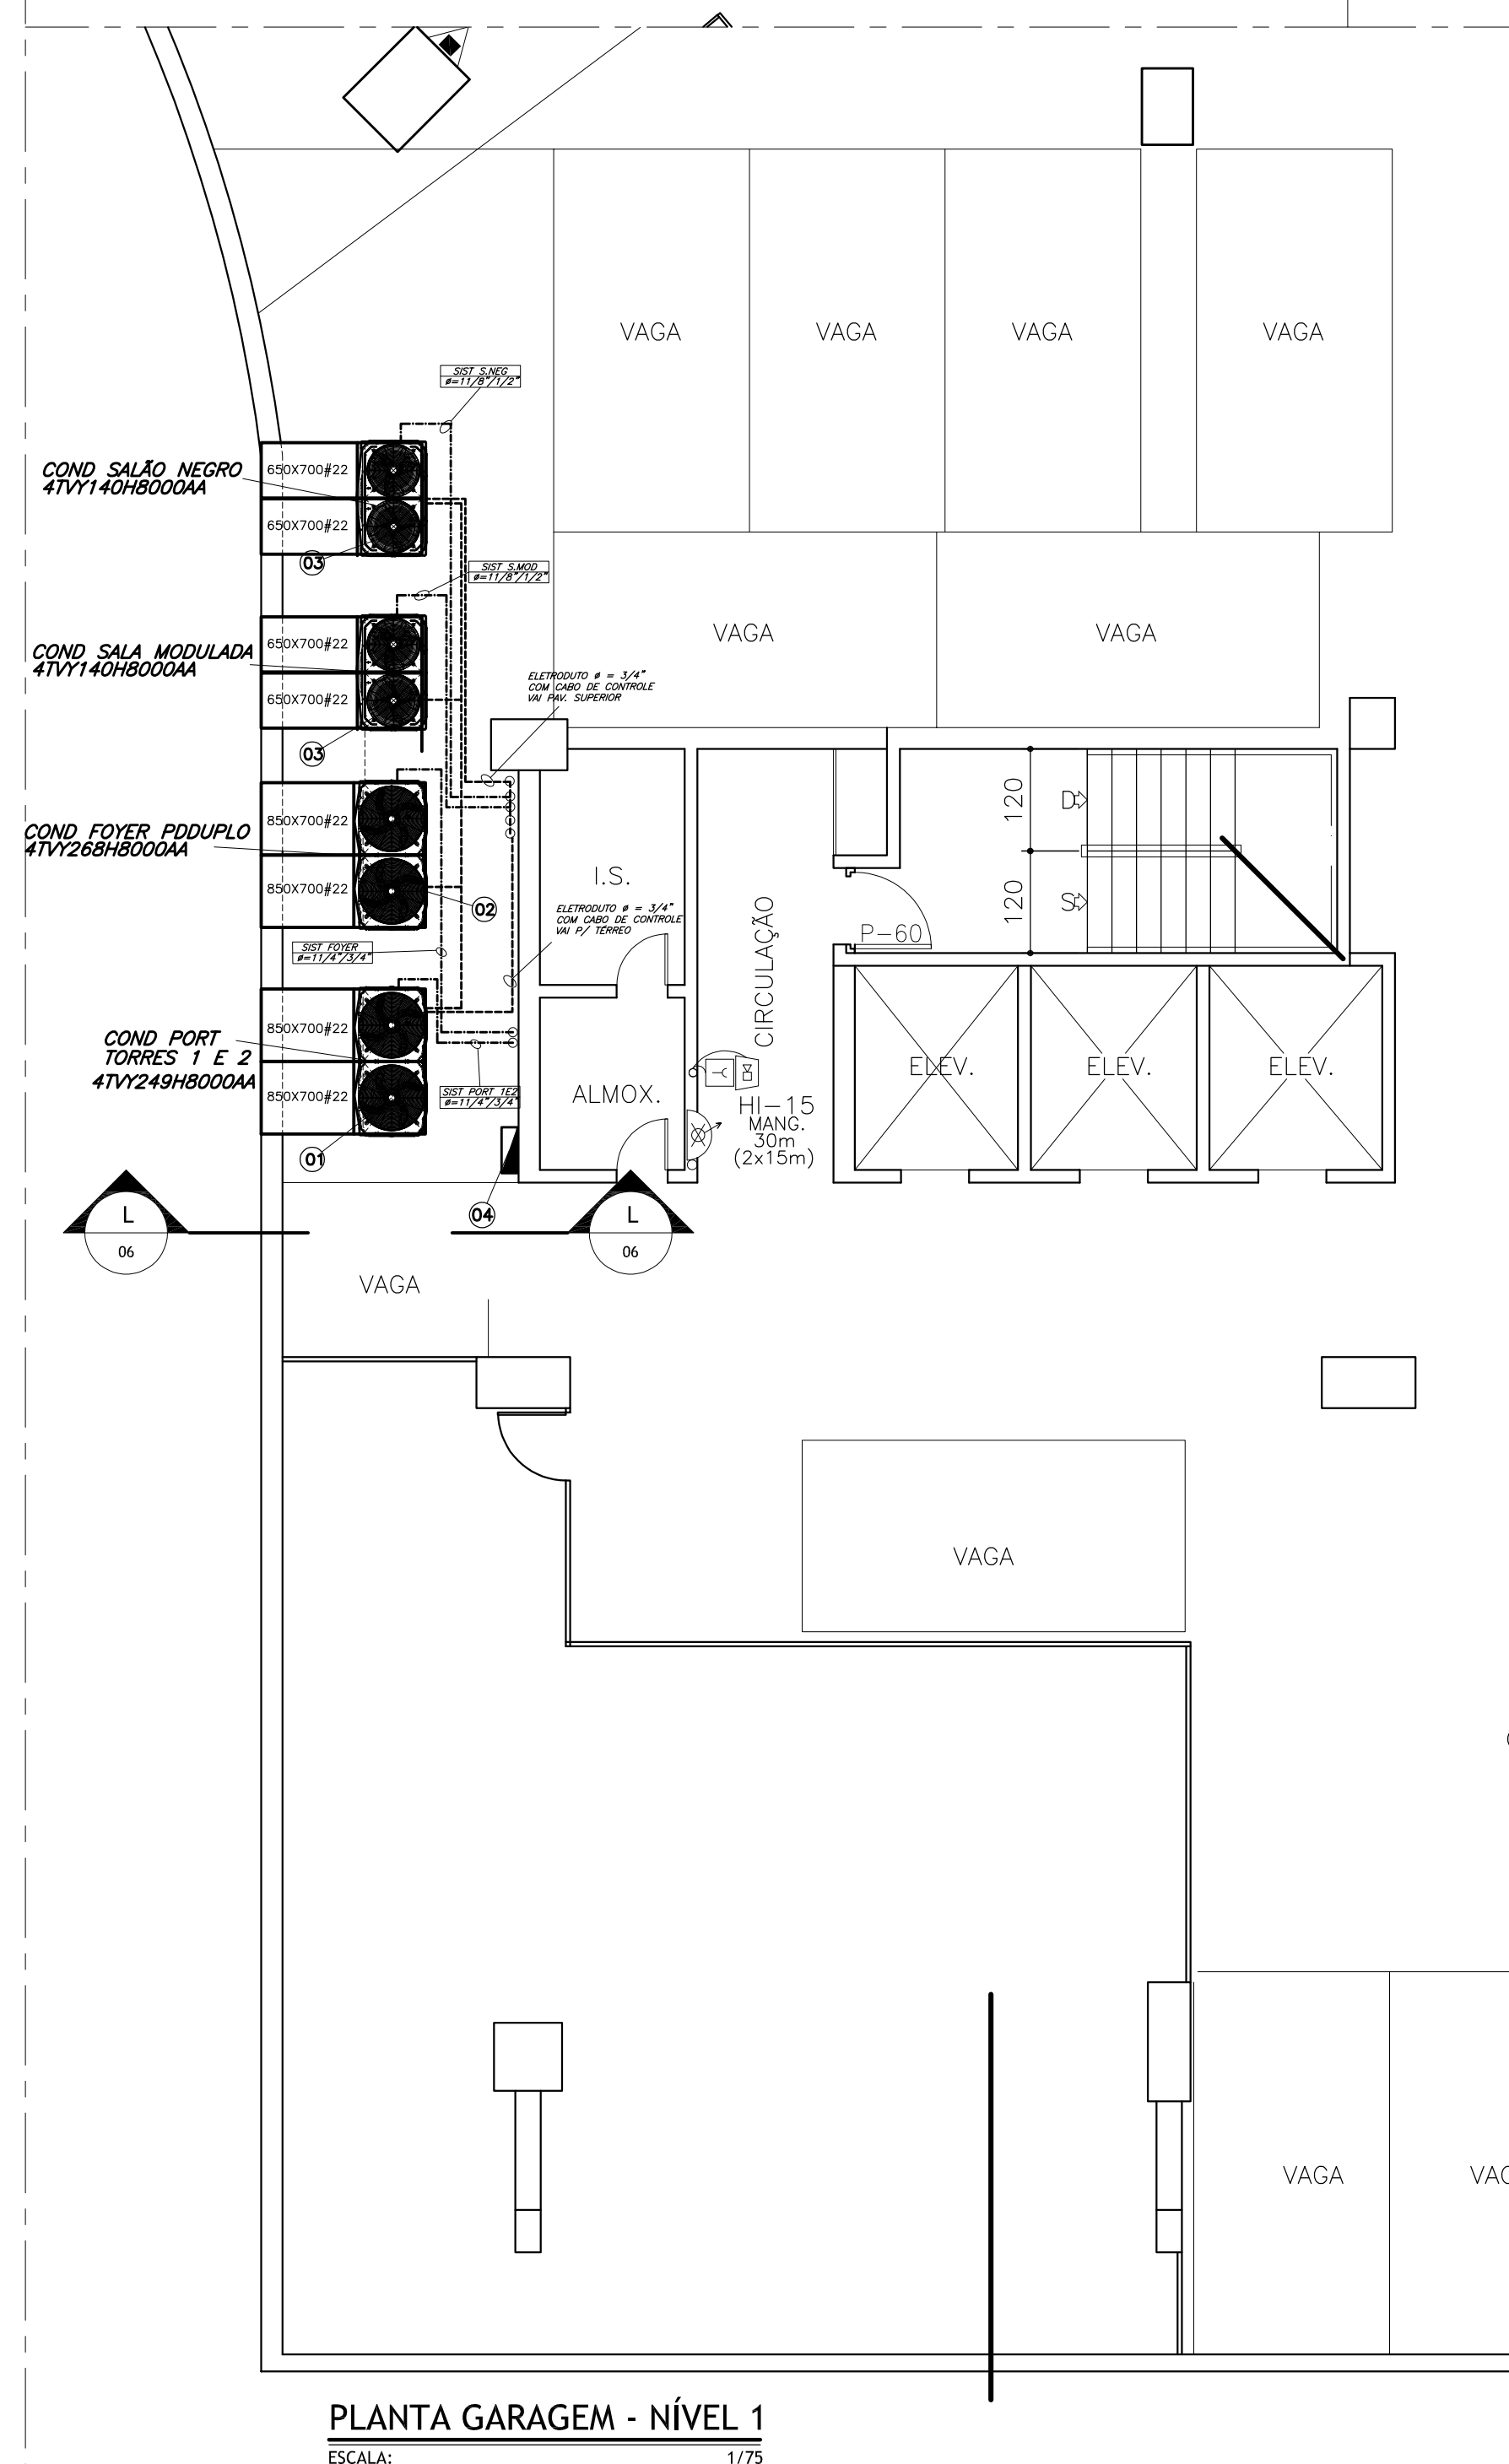 VAGA
VAGA
VAGA
VAGA
SIST S.NEG
ø=11/8"/1/2"
COND SALÃO NEGRO
4TVY140H8000AA
650X700#22
650X700#22
03
SIST S.MOD
ø=11/8"/1/2"
VAGA
VAGA
COND SALA MODULADA
4TVY140H8000AA
650X700#22
650X700#22
03
ELETRODUTO ø = 3/4"
COM CABO DE CONTROLE
VAI PAV. SUPERIOR
COND FOYER PDDUPLO
4TVY268H8000AA
850X700#22
850X700#22
02
I.S.
120
120
D
S
P-60
CIRCULAÇÃO
ELETRODUTO ø = 3/4"
COM CABO DE CONTROLE
VAI P/ TÉRREO
SIST FOYER
ø=11/4"/3/4"
COND PORT
TORRES 1 E 2
4TVY249H8000AA
850X700#22
850X700#22
01
SIST PORT 1E2
ø=11/4"/3/4"
ALMOX.
HI-15
MANG.
30m
(2x15m)
ELEV.
ELEV.
ELEV.
04
L
06
L
06
VAGA
VAGA
VAGA
VAG
PLANTA GARAGEM - NÍVEL 1
ESCALA: 1/75